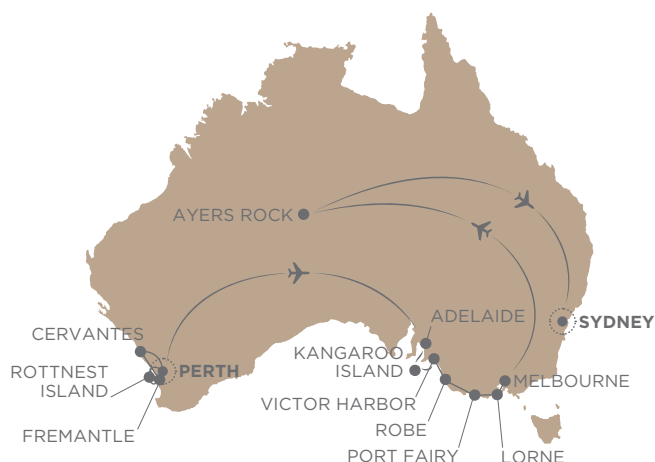 AYERS ROCK
ADELAIDE
SYDNEY
CERVANTES
KANGAROO
ISLAND
ROTTNEST
ISLAND
PERTH
MELBOURNE
VICTOR HARBOR
FREMANTLE
ROBE
PORT FAIRY
LORNE